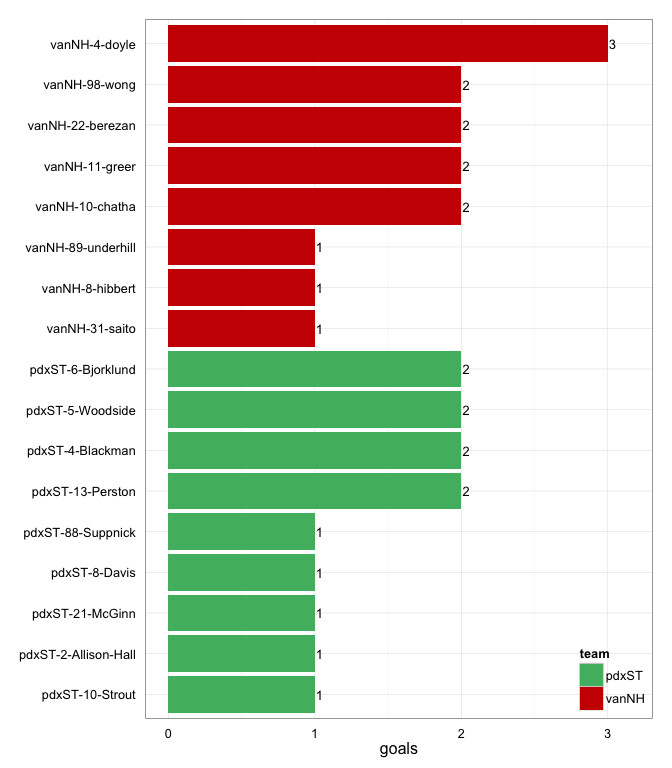 vanNH-4-doyle 3
vanNH-98-wong 2
vanNH-22-berezan 2
vanNH-11-greer 2
vanNH-10-chatha 2
vanNH-89-underhill 1
vanNH-8-hibbert 1
vanNH-31-saito 1
pdxST-6-Bjorklund 2
pdxST-5-Woodside 2
pdxST-4-Blackman 2
pdxST-13-Perston 2
pdxST-88-Suppnick 1
pdxST-8-Davis 1
pdxST-21-McGinn 1
pdxST-2-Allison-Hall 1
pdxST-10-Strout 1
team
pdxST
vanNH
0 1 2 3
goals